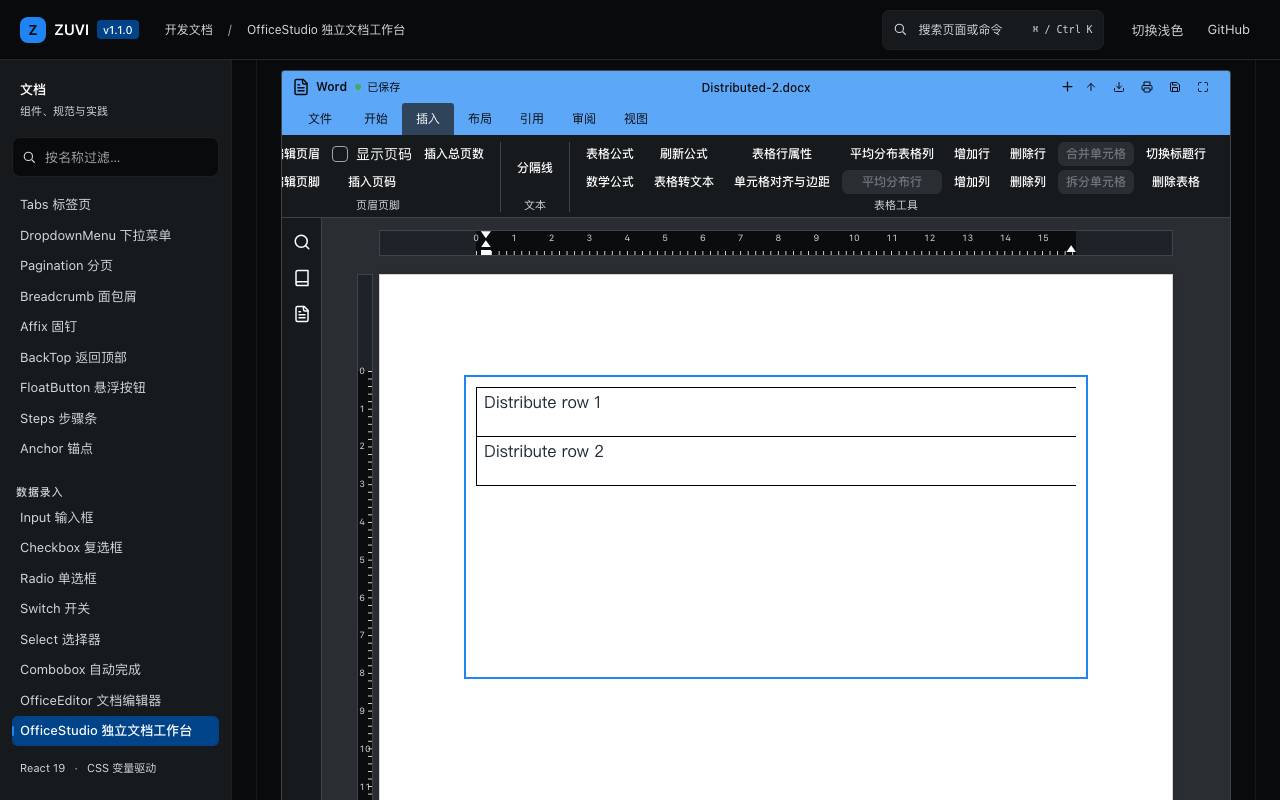 Z ZUVI v1.1.0 开发文档 / OfficeStudio 独立文档工作台 搜索页面或命令 ⌘ / Ctrl K 切换浅色 GitHub
文档
组件、规范与实践
按名称过滤...
Tabs 标签页
DropdownMenu 下拉菜单
Pagination 分页
Breadcrumb 面包屑
Affix 固钉
BackTop 返回顶部
FloatButton 悬浮按钮
Steps 步骤条
Anchor 锚点
数据录入
Input 输入框
Checkbox 复选框
Radio 单选框
Switch 开关
Select 选择器
Combobox 自动完成
OfficeEditor 文档编辑器
OfficeStudio 独立文档工作台
React 19 · CSS 变量驱动
Word 已保存 Distributed-2.docx
文件 开始 插入 布局 引用 审阅 视图
辑页眉 显示页码 插入总页数 分隔线 表格公式 刷新公式 表格行属性 平均分布表格列 增加行 删除行 合并单元格 切换标题行
辑页脚 插入页码 数学公式 表格转文本 单元格对齐与边距 平均分布行 增加列 删除列 拆分单元格 删除表格
页眉页脚 文本 表格工具
0 1 2 3 4 5 6 7 8 9 10 11 12 13 14 15
0
1
2
3
4
5
6
7
8
9
10
11
Distribute row 1
Distribute row 2